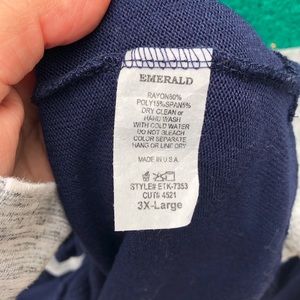 EMERALD
RAYON80%
POLY15%SPAN5%
DRY CLEAN or
HAND WASH
WITH COLD WATER
DO NOT BLEACH
COLOR SEPARATE
HANG OR LINE DRY
MADE IN U.S.A
STYLE# ETK-7353
CUT# 4521
3X-Large